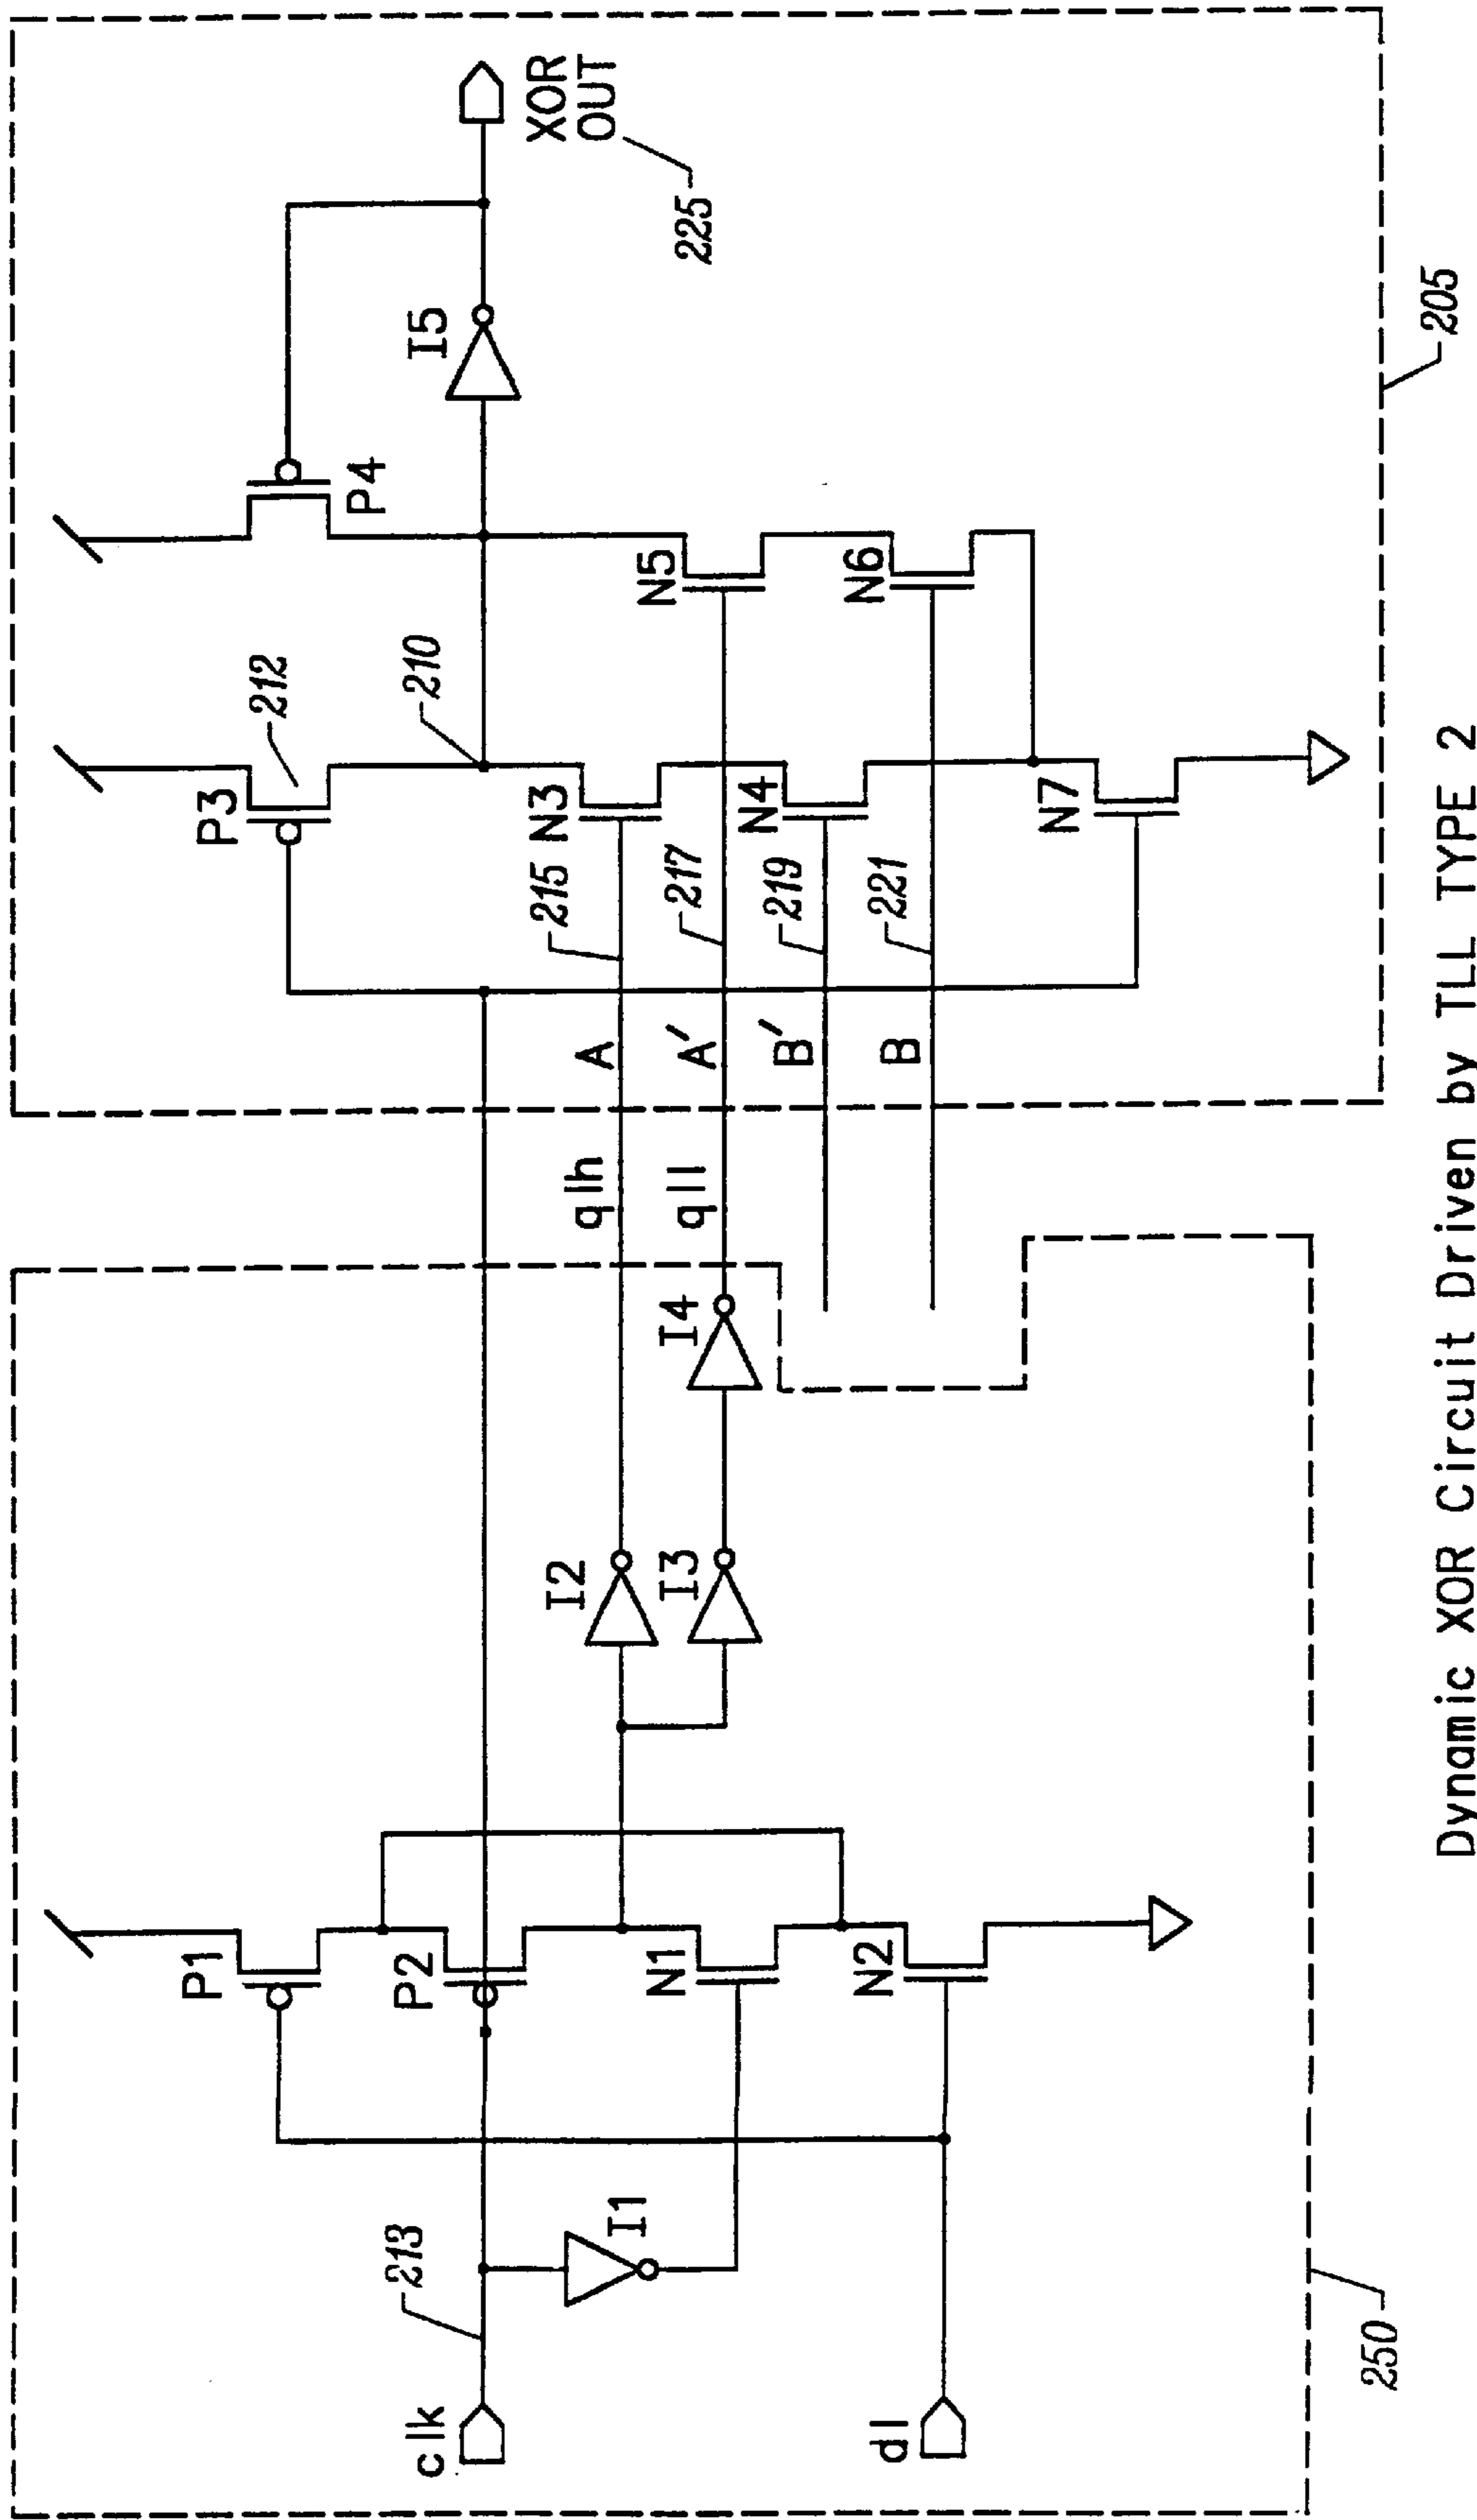 clk
213
I1
dl
P1
P2
N1
N2
I2
I3
I4
qlh
qll
A
A'
B'
B
215
217
219
221
P3
212
210
N3
N4
N7
P4
N5
N6
I5
XOR
OUT
225
250
205
Dynamic XOR Circuit Driven by TLL TYPE 2